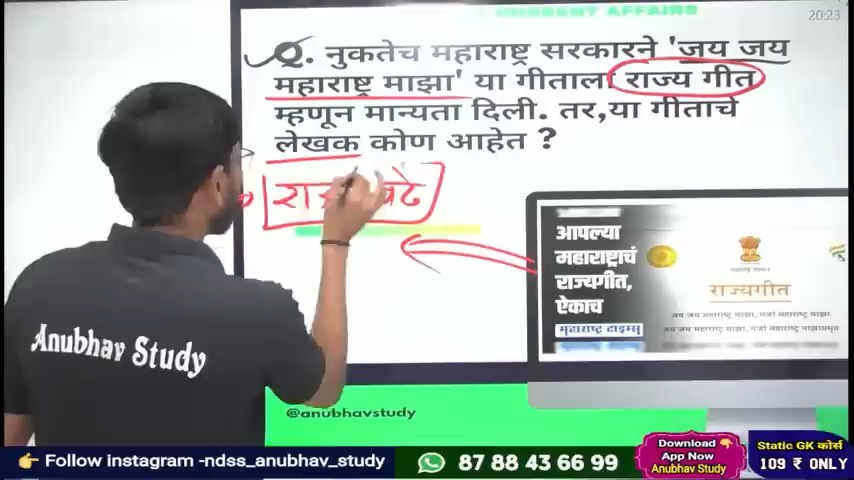 CURRENT AFFAIRS
20:23
Q. नुकतेच महाराष्ट्र सरकारने 'जय जय
महाराष्ट्र माझा' या गीताला राज्य गीत
म्हणून मान्यता दिली. तर,या गीताचे
लेखक कोण आहेत ?
आपल्या
महाराष्ट्राचं
राज्यगीत,
ऐकाच
राज्यगीत
जय जय महाराष्ट्र माझा, गर्जा महाराष्ट्र माझा
Anubhav Study
@anubhavstudy
👉 Follow instagram -ndss_anubhav_study
87 88 43 66 99
Download 👇
App Now
Anubhav Study
Static GK कोर्स
109 ₹ ONLY